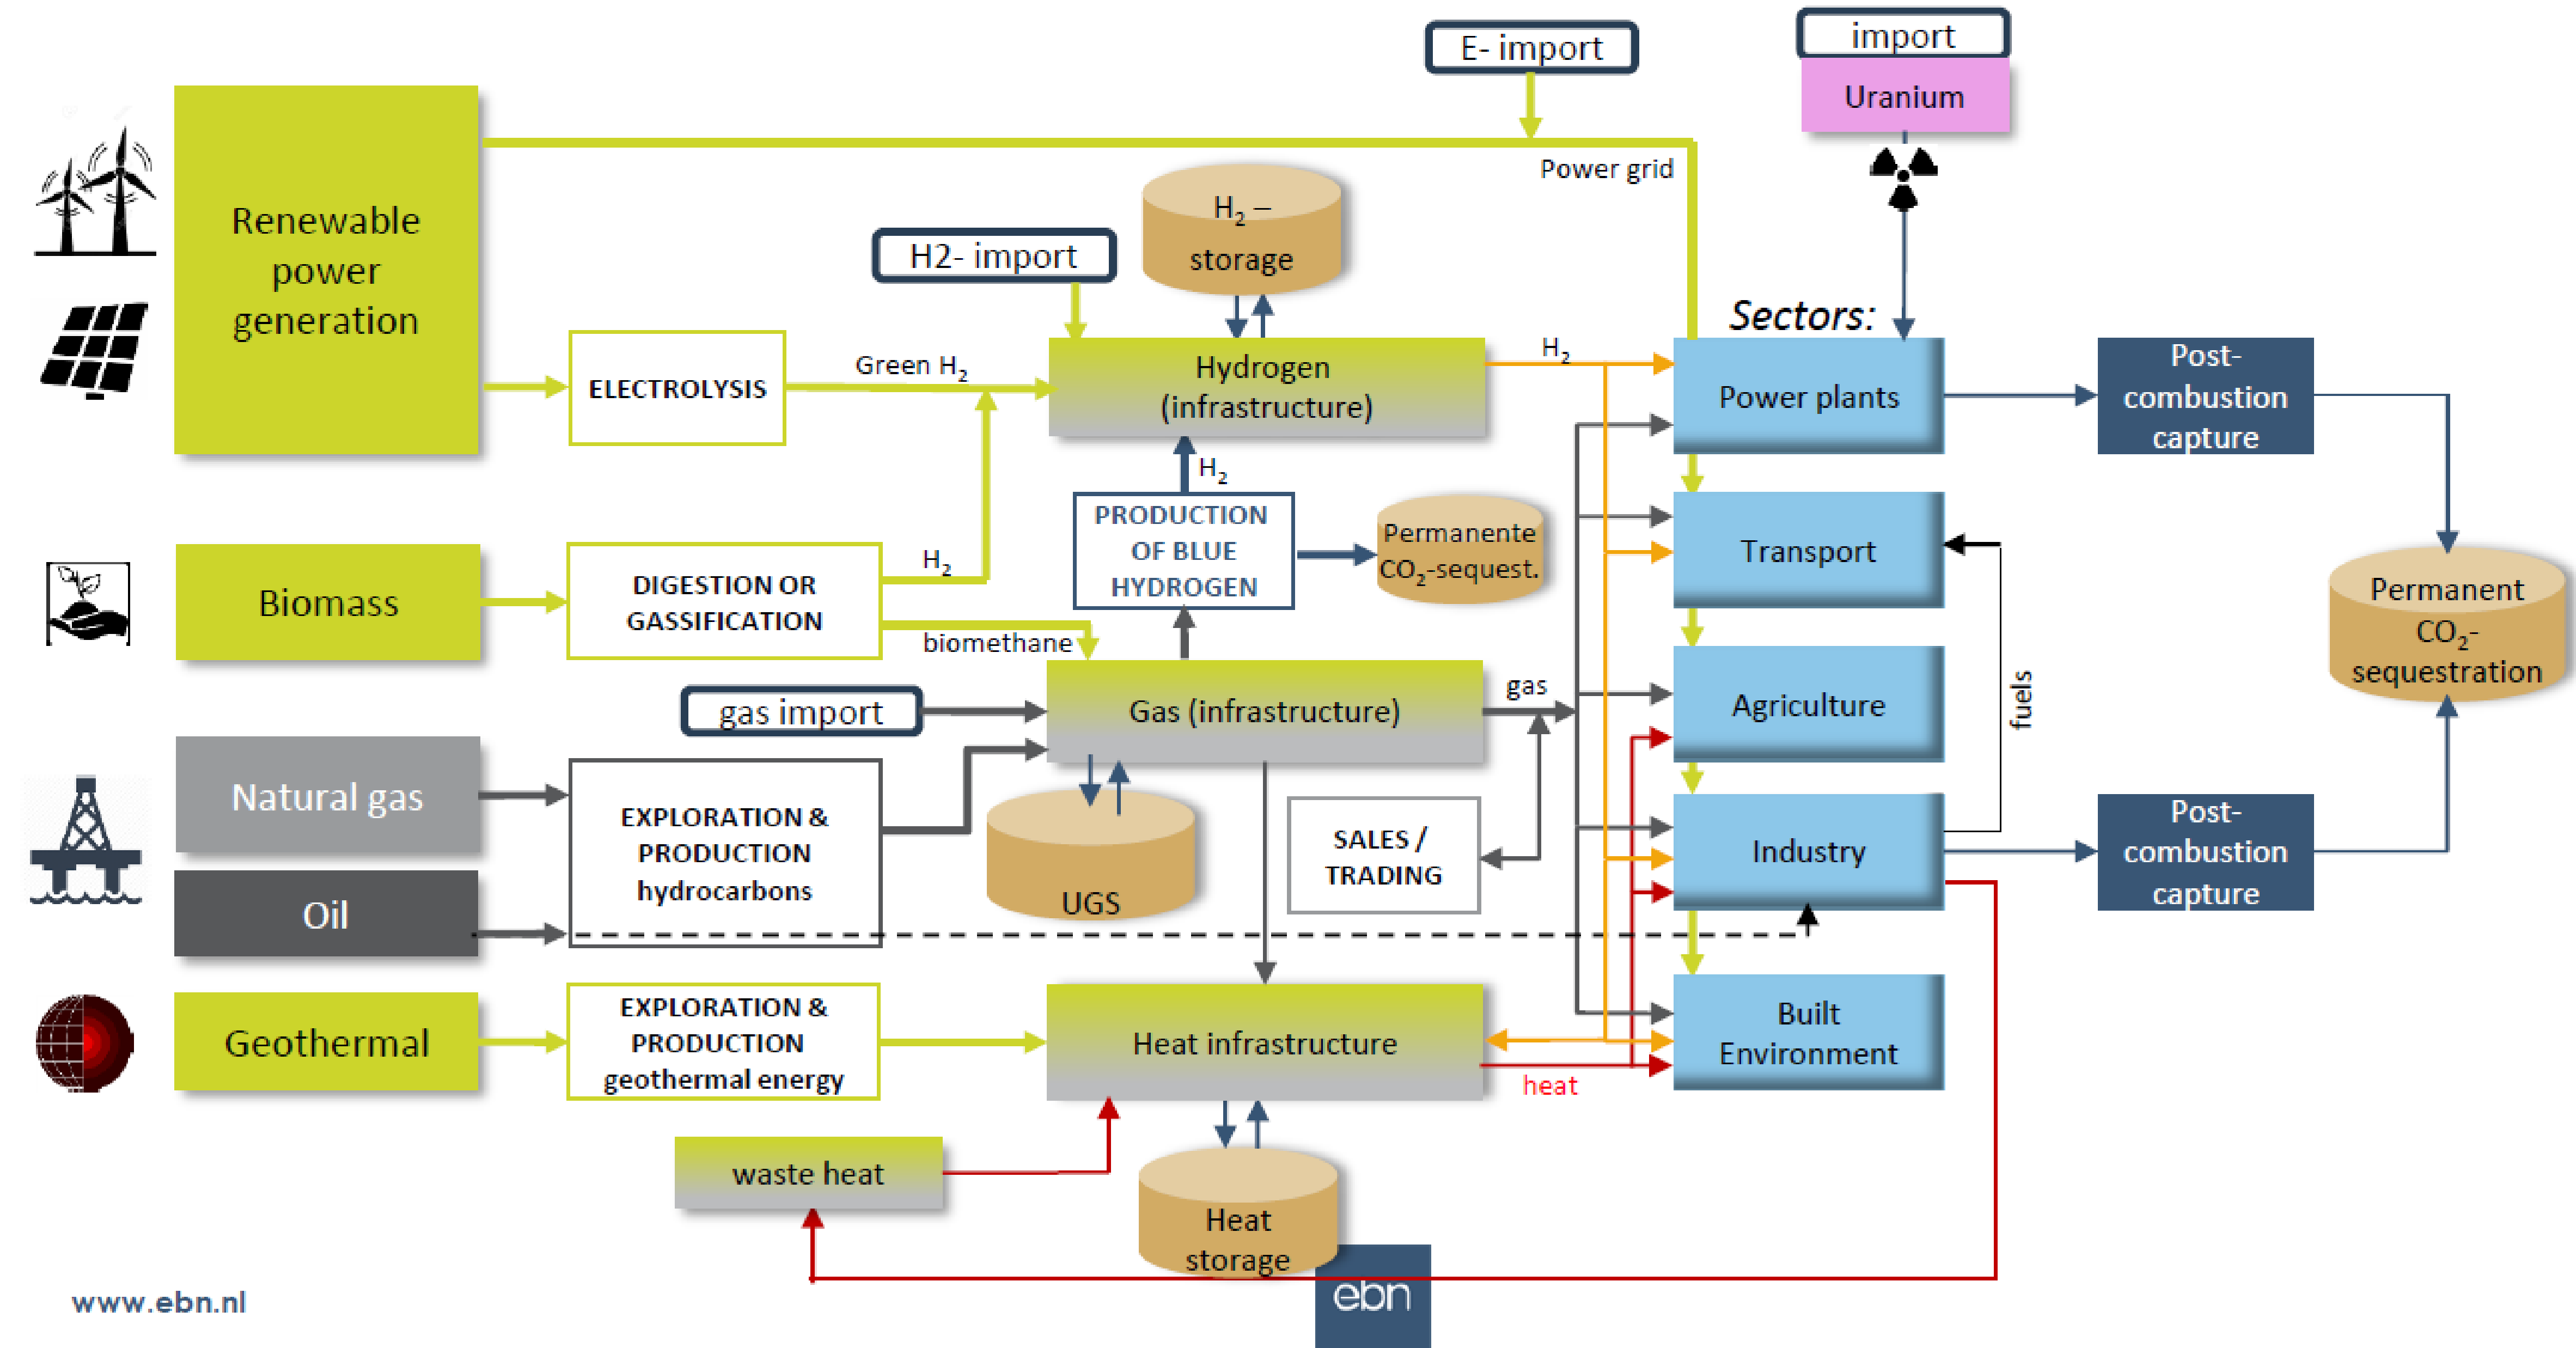 E- import
import
Uranium
Power grid
Renewable
power
generation
H₂ –
storage
H2- import
Sectors:
ELECTROLYSIS
Green H₂
Hydrogen
(infrastructure)
H₂
Power plants
Post-
combustion
capture
H₂
PRODUCTION
OF BLUE
HYDROGEN
Permanente
CO₂-sequest.
Transport
Biomass
DIGESTION OR
GASSIFICATION
H₂
biomethane
Permanent
CO₂-
sequestration
gas import
Gas (infrastructure)
gas
Agriculture
fuels
Natural gas
EXPLORATION &
PRODUCTION
hydrocarbons
UGS
SALES /
TRADING
Industry
Post-
combustion
capture
Oil
Geothermal
EXPLORATION &
PRODUCTION
geothermal energy
Heat infrastructure
heat
Built
Environment
waste heat
Heat
storage
www.ebn.nl
ebn